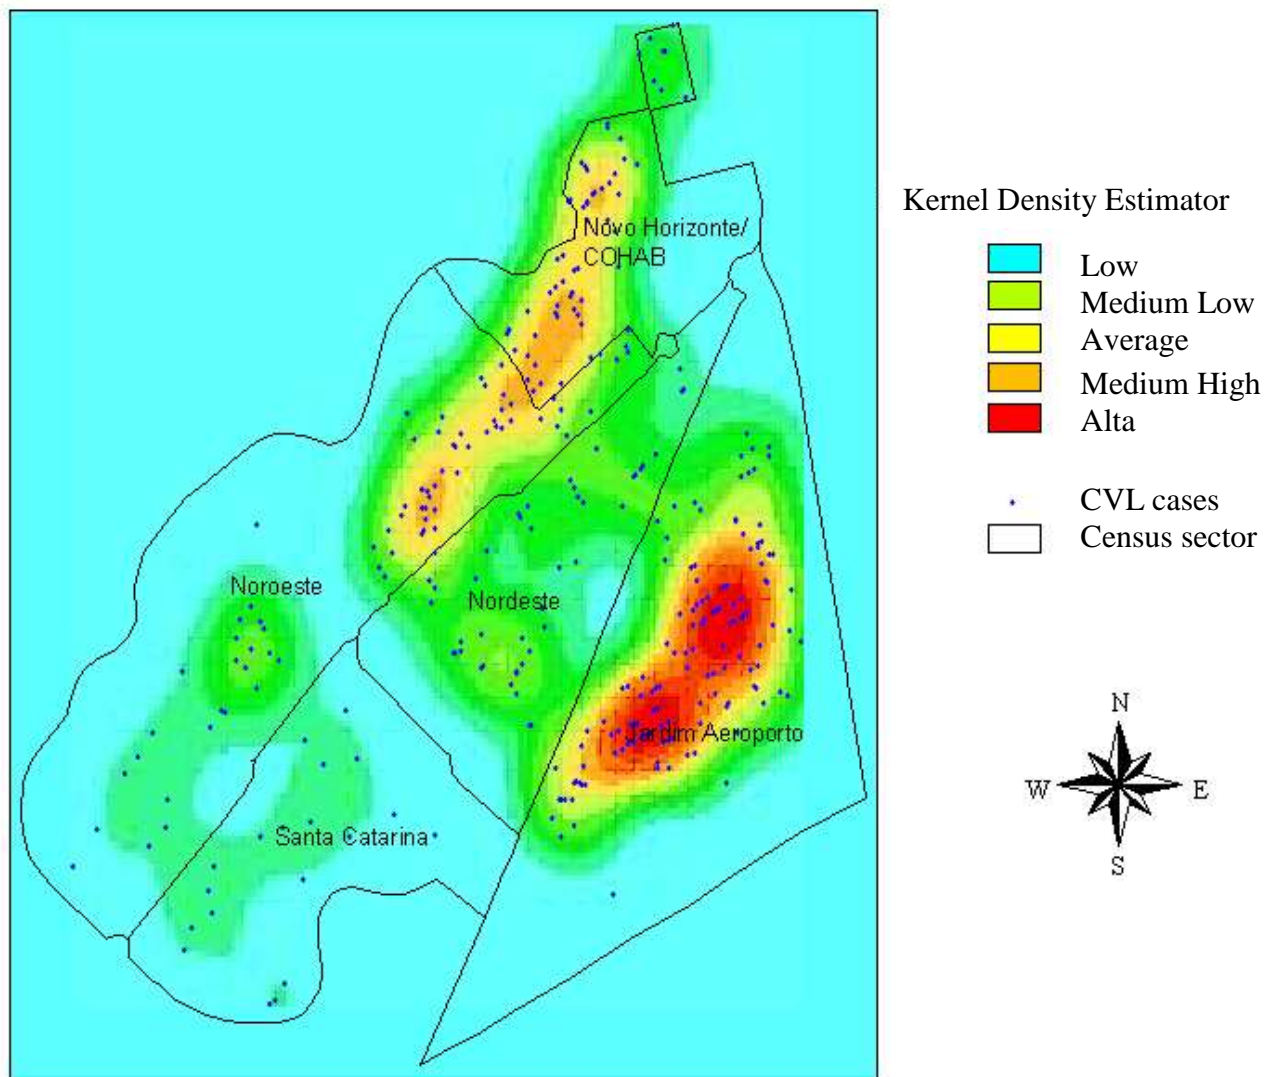 Novo Horizonte/
COHAB
Noroeste
Nordeste
Jardim Aeroporto
Santa Catarina
Kernel Density Estimator
Low
Medium Low
Average
Medium High
Alta
CVL cases
Census sector
N
W
E
S